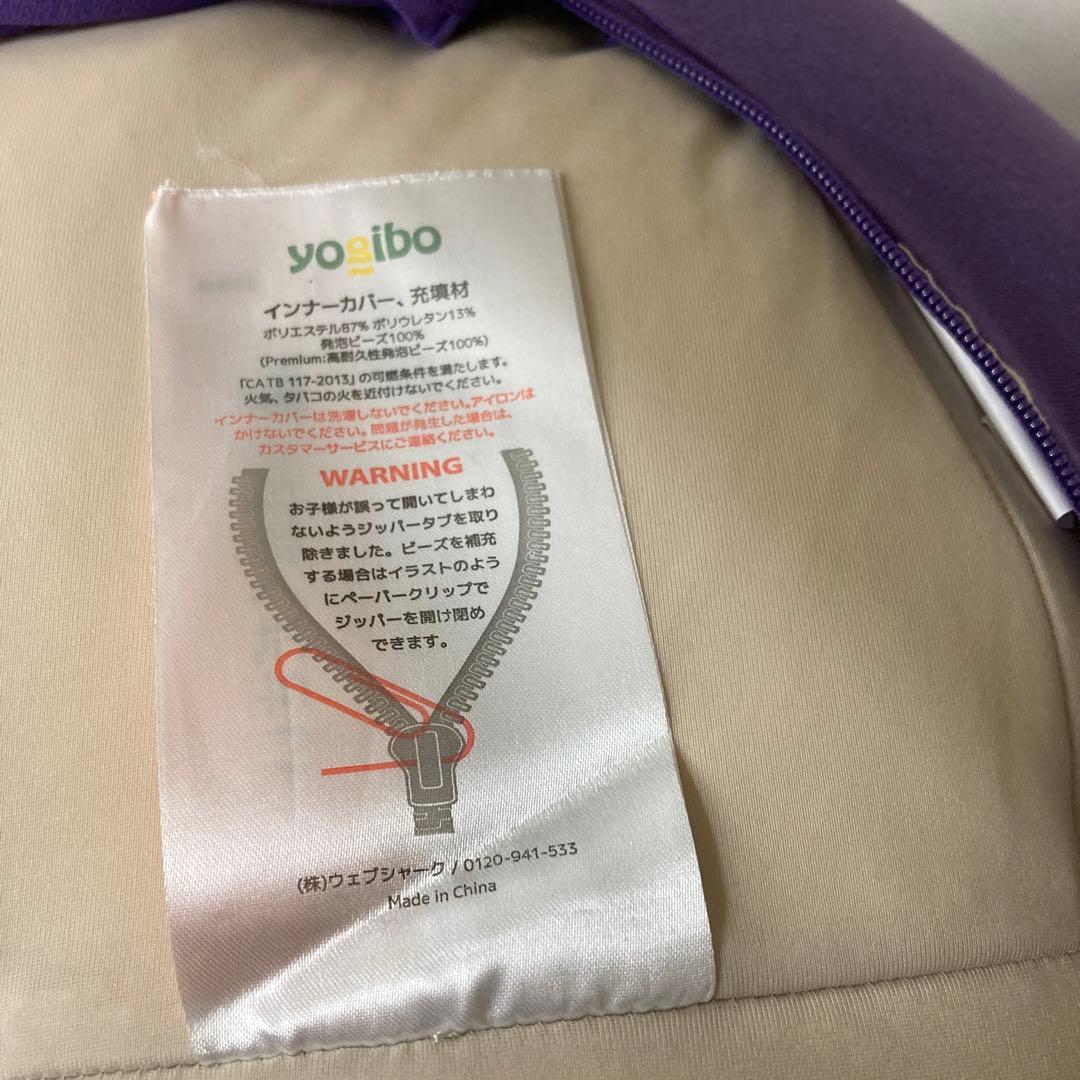 yogibo
インナーカバー、充填材
ポリエステル87% ポリウレタン13%
発泡ビーズ100%
(Premium:高耐久性発泡ビーズ100%)
「CA TB 117-2013」の可燃条件を満たします。
火気、タバコの火を近付けないでください。
インナーカバーは洗濯しないでください。アイロンは
かけないでください。問題が発生した場合は、
カスタマーサービスにご連絡ください。
WARNING
お子様が誤って開いてしまわ
ないようジッパータブを取り
除きました。ビーズを補充
する場合はイラストのよう
にペーパークリップで
ジッパーを開け閉め
できます。
(株)ウェブシャーク / 0120-941-533
Made in China